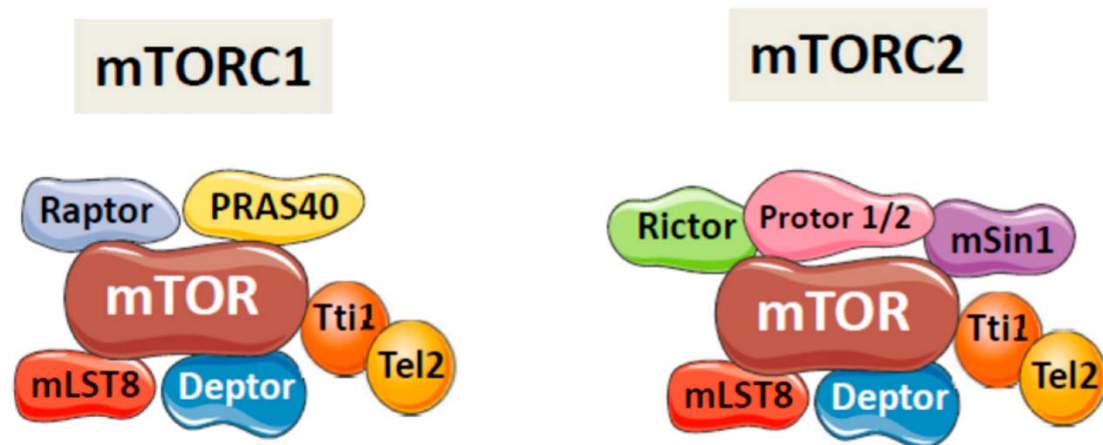 mTORC1
mTORC2
Raptor
PRAS40
mTOR
Tti1
Tel2
mLST8
Deptor
Rictor
Protor 1/2
mSin1
mTOR
Tti1
Tel2
mLST8
Deptor